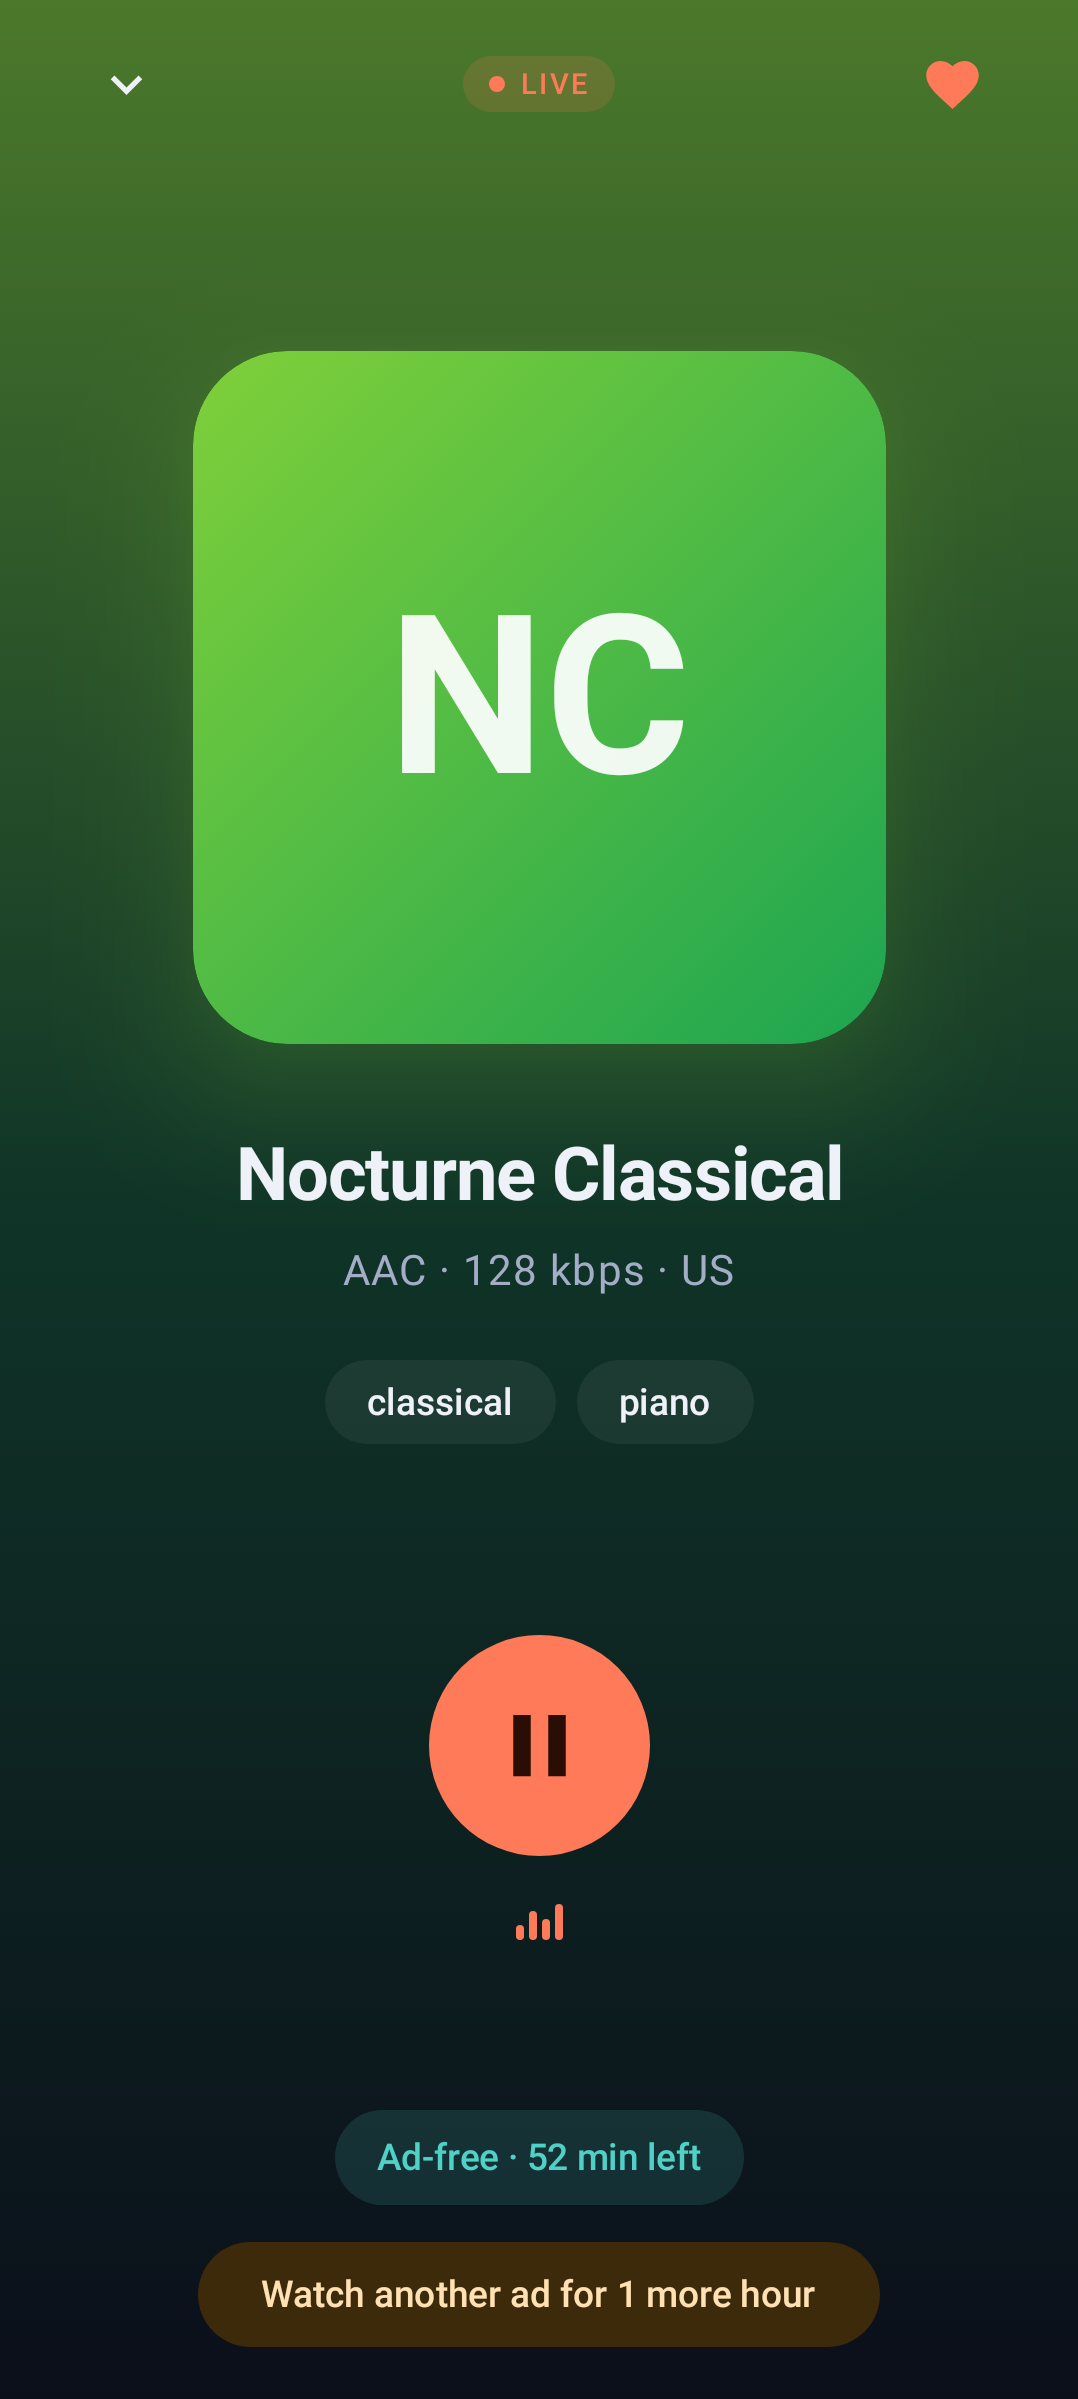 LIVE
NC
Nocturne Classical
AAC · 128 kbps · US
classical
piano
Ad-free · 52 min left
Watch another ad for 1 more hour